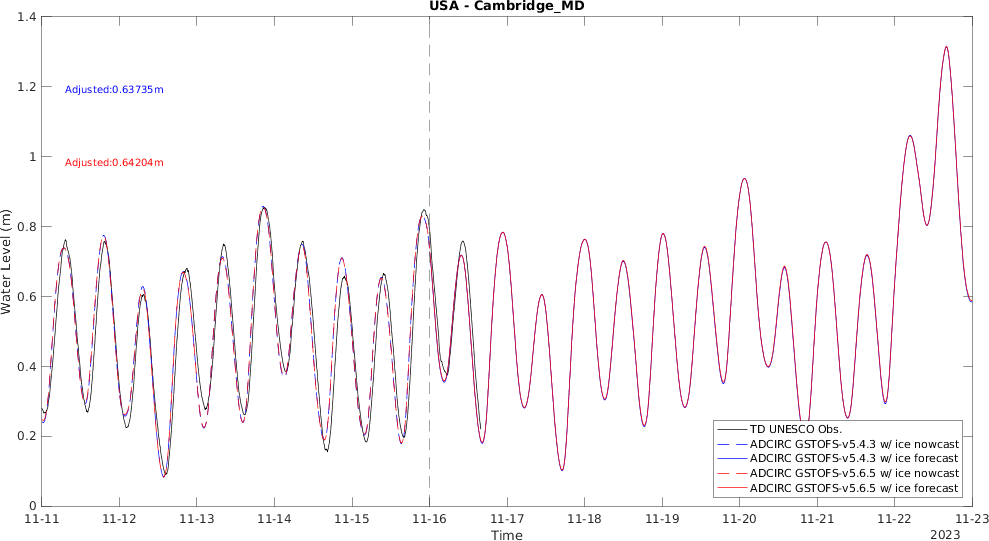 USA - Cambridge_MD
1.4
1.2
1
0.8
0.6
0.4
0.2
0
Water Level (m)
Adjusted:0.63735m
Adjusted:0.64204m
TD UNESCO Obs.
ADCIRC GSTOFS-v5.4.3 w/ ice nowcast
ADCIRC GSTOFS-v5.4.3 w/ ice forecast
ADCIRC GSTOFS-v5.6.5 w/ ice nowcast
ADCIRC GSTOFS-v5.6.5 w/ ice forecast
11-11 11-12 11-13 11-14 11-15 11-16 11-17 11-18 11-19 11-20 11-21 11-22 11-23
Time
2023